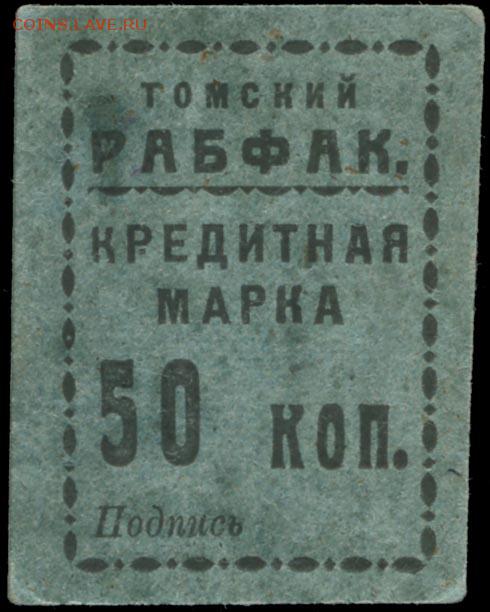 COINS.LAVE.RU
ТОМСКИЙ
РАБФАК.
КРЕДИТНАЯ
МАРКА
50 КОП.
Подпись